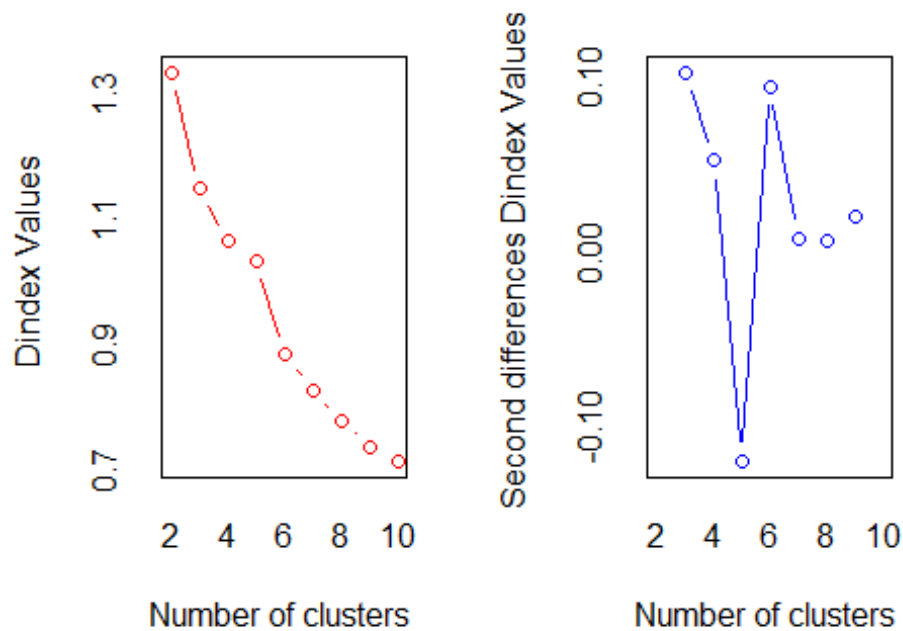 Dindex Values
1.3
1.1
0.9
0.7
2 4 6 8 10
Number of clusters
Second differences Dindex Values
0.10
0.00
-0.10
2 4 6 8 10
Number of clusters